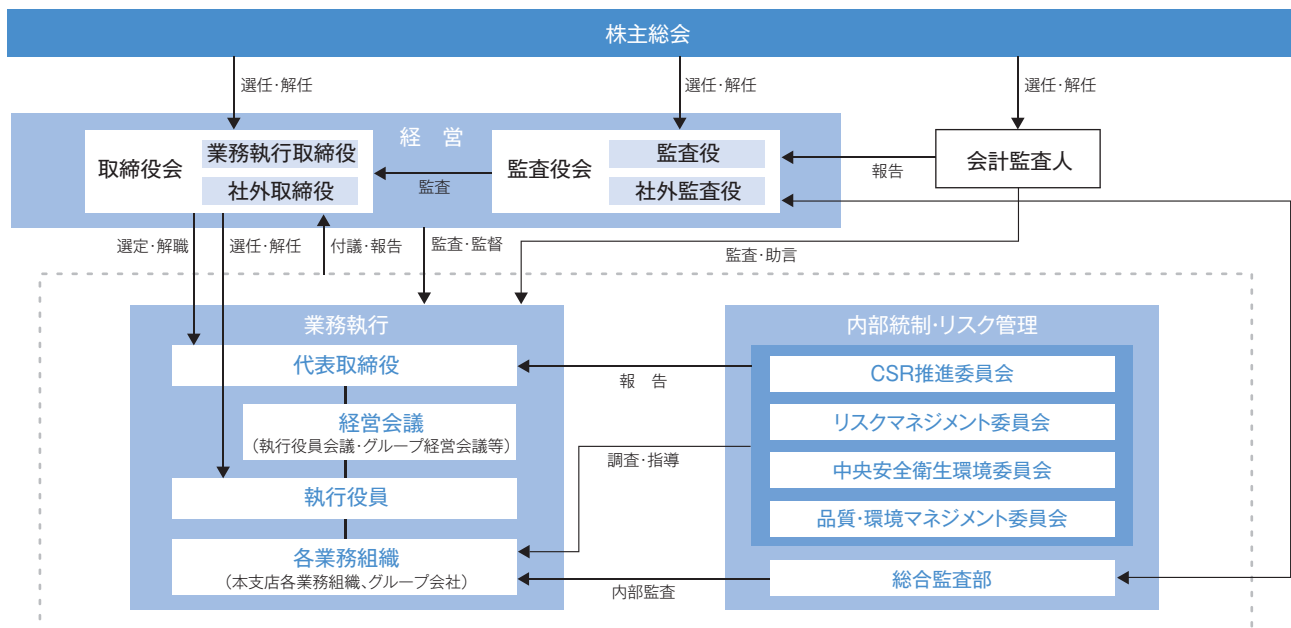 株主総会
選任・解任
選任・解任
選任・解任
経　営
取締役会
業務執行取締役
社外取締役
監査
監査役会
監査役
社外監査役
報告
会計監査人
選定・解職
選任・解任
付議・報告
監査・監督
監査・助言
業務執行
代表取締役
経営会議
（執行役員会議・グループ経営会議等）
執行役員
各業務組織
（本支店各業務組織、グループ会社）
報　告
調査・指導
内部監査
内部統制・リスク管理
CSR推進委員会
リスクマネジメント委員会
中央安全衛生環境委員会
品質・環境マネジメント委員会
総合監査部